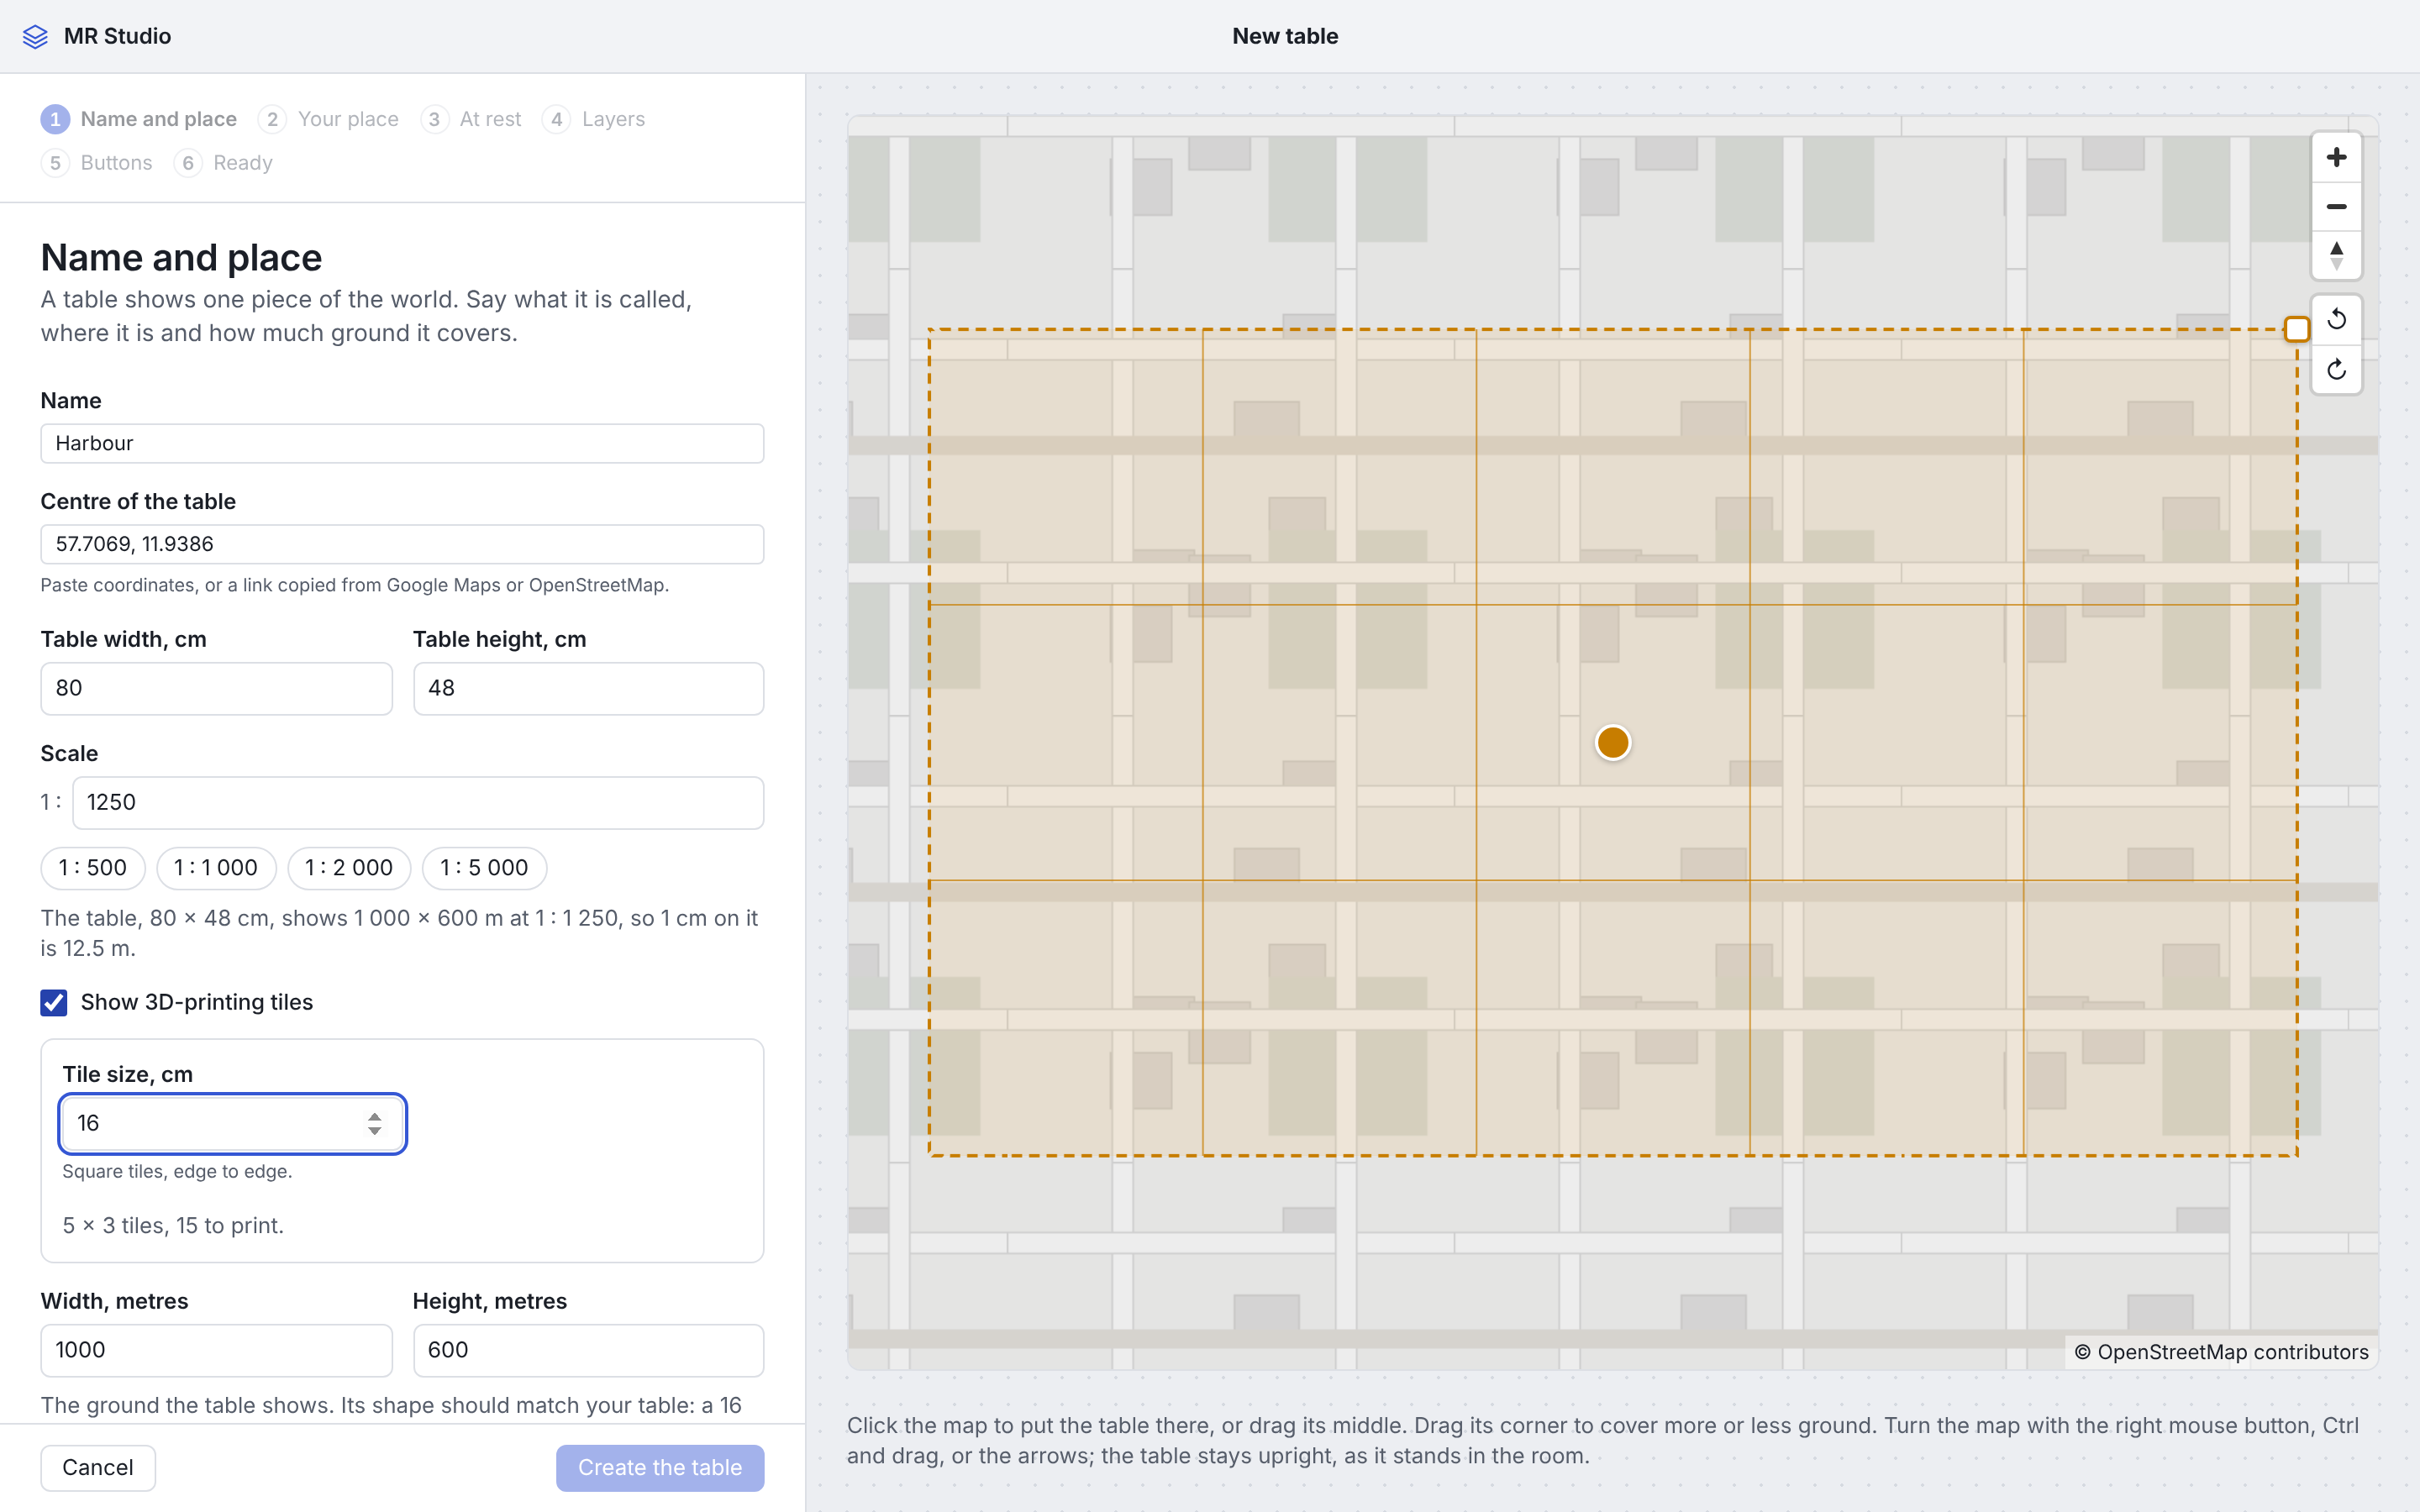 MR Studio
New table
1 Name and place 2 Your place 3 At rest 4 Layers
5 Buttons 6 Ready
Name and place
A table shows one piece of the world. Say what it is called,
where it is and how much ground it covers.
Name
Harbour
Centre of the table
57.7069, 11.9386
Paste coordinates, or a link copied from Google Maps or OpenStreetMap.
Table width, cm Table height, cm
80 48
Scale
1 : 1250
1 : 500 1 : 1 000 1 : 2 000 1 : 5 000
The table, 80 × 48 cm, shows 1 000 × 600 m at 1 : 1 250, so 1 cm on it
is 12.5 m.
Show 3D-printing tiles
Tile size, cm
16
Square tiles, edge to edge.
5 × 3 tiles, 15 to print.
Width, metres Height, metres
1000 600
The ground the table shows. Its shape should match your table: a 16
Cancel Create the table
© OpenStreetMap contributors
Click the map to put the table there, or drag its middle. Drag its corner to cover more or less ground. Turn the map with the right mouse button, Ctrl
and drag, or the arrows; the table stays upright, as it stands in the room.